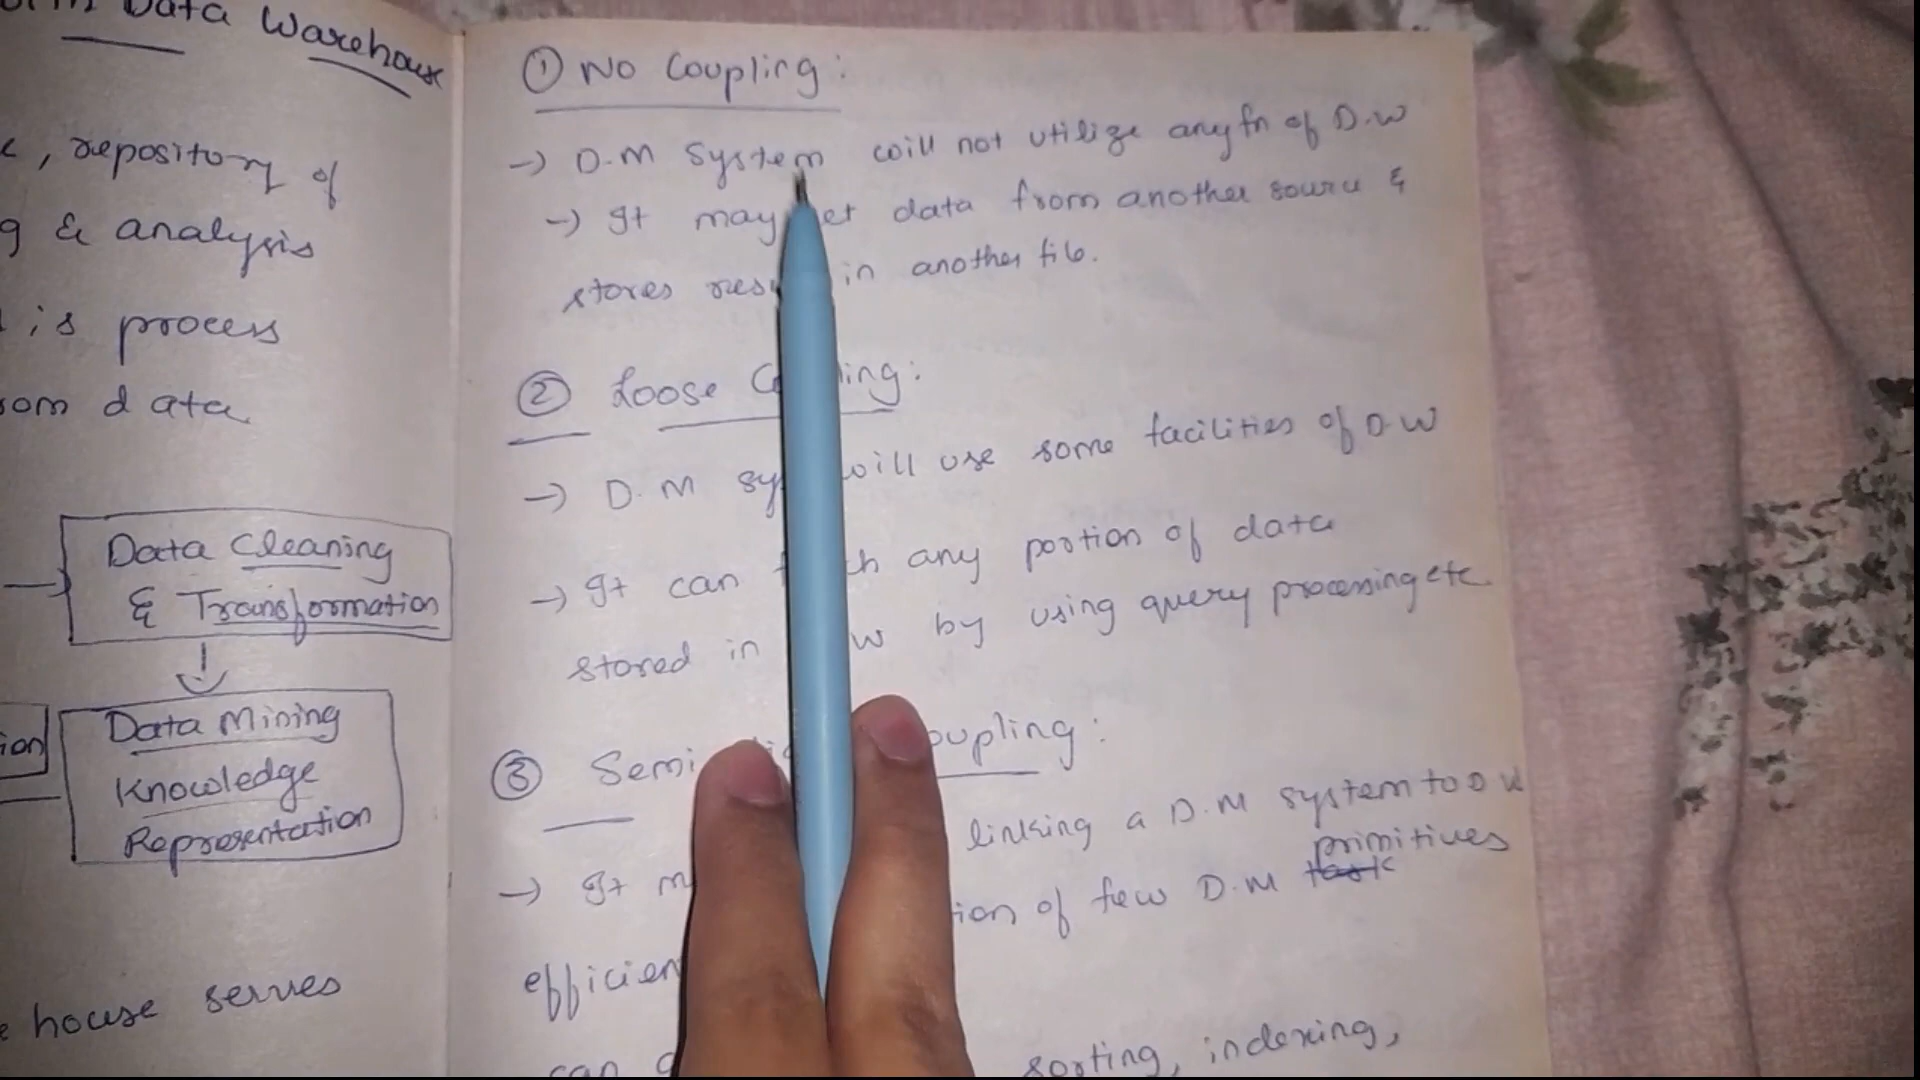 Data Warehouse
, repository of
g & analysis
is process
om data
Data Cleaning
& Transformation
Data Mining
Knowledge
Representation
ion
house serves
① No Coupling:
→ D.M System will not utilize any fn of D.W
→ It may data from another source &
stores in another file.
② Loose :
→ D.M will use some facilities of D W
→ It can any portion of data
stored in W by using query processing etc
③ Semi
linking a D.M system to D W
primitives
→ It of few D.M task
sorting, indexing,